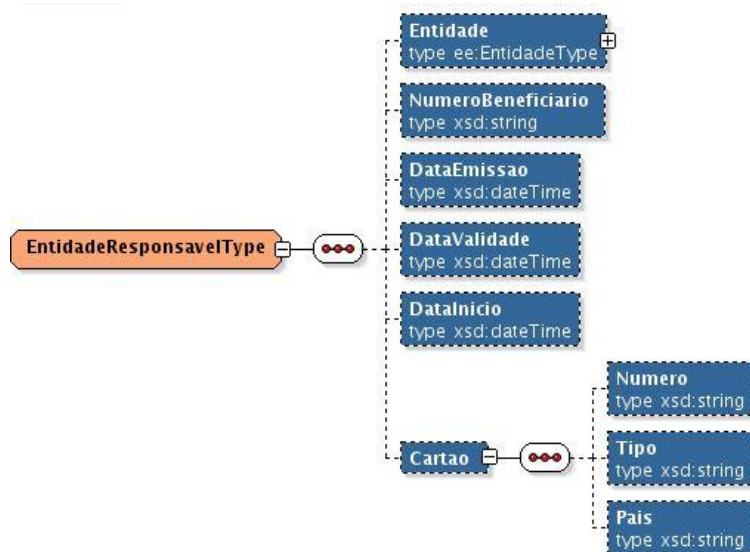 Entidade
type ee:EntidadeType
NumeroBeneficiario
type xsd:string
DataEmissao
type xsd:dateTime
EntidadeResponsavelType
DataValidade
type xsd:dateTime
DataInicio
type xsd:dateTime
Cartao
Numero
type xsd:string
Tipo
type xsd:string
Pais
type xsd:string